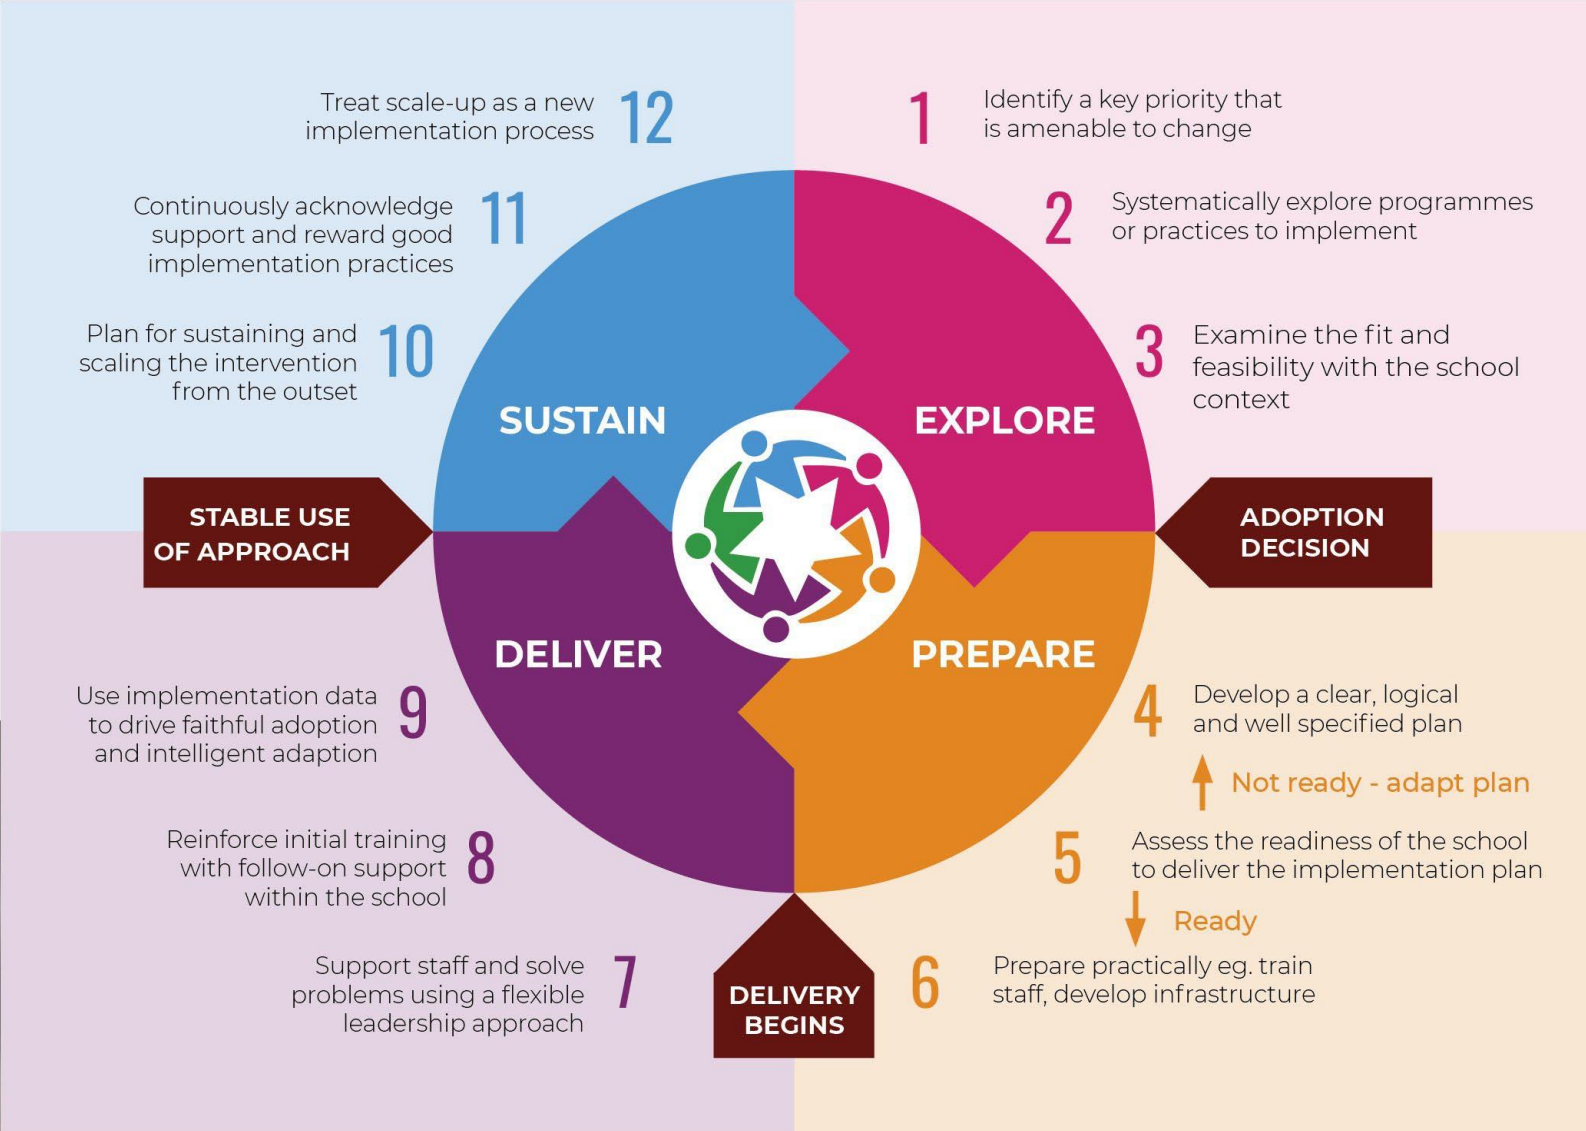 1
Identify a key priority that
is amenable to change
2
Systematically explore programmes
or practices to implement
3
Examine the fit and
feasibility with the school
context
EXPLORE
ADOPTION
DECISION
PREPARE
4
Develop a clear, logical
and well specified plan
Not ready - adapt plan
5
Assess the readiness of the school
to deliver the implementation plan
Ready
6
Prepare practically eg. train
staff, develop infrastructure
DELIVERY
BEGINS
DELIVER
7
Support staff and solve
problems using a flexible
leadership approach
8
Reinforce initial training
with follow-on support
within the school
9
Use implementation data
to drive faithful adoption
and intelligent adaption
STABLE USE
OF APPROACH
SUSTAIN
10
Plan for sustaining and
scaling the intervention
from the outset
11
Continuously acknowledge
support and reward good
implementation practices
12
Treat scale-up as a new
implementation process